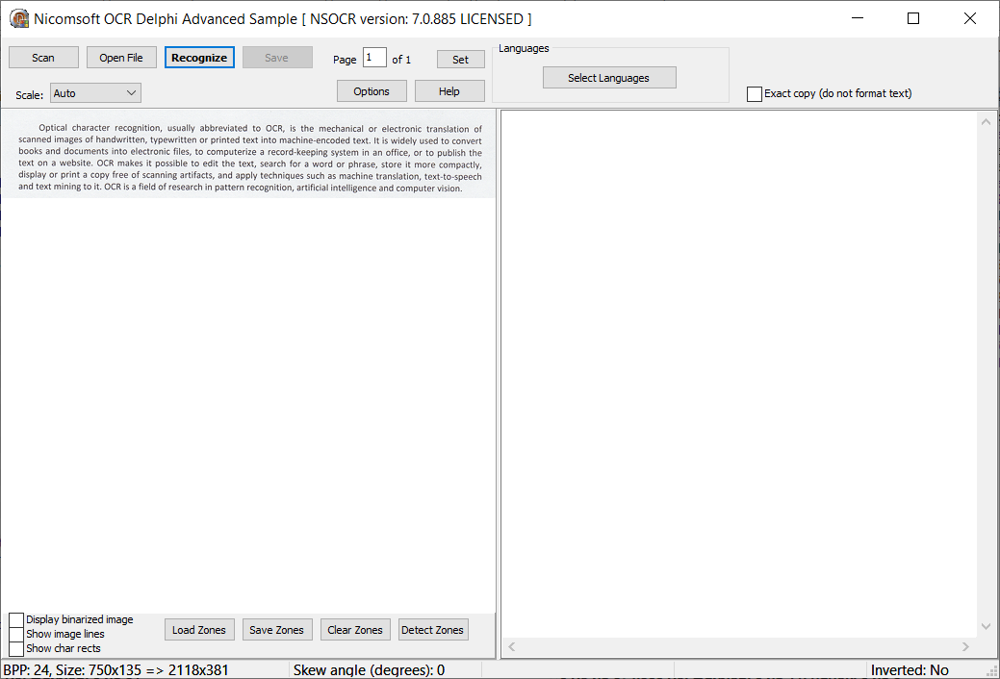 Nicomsoft OCR Delphi Advanced Sample [ NSOCR version: 7.0.885 LICENSED ]
Scan Open File Recognize Save Page 1 of 1 Set Languages
Select Languages
Scale: Auto Options Help Exact copy (do not format text)
Optical character recognition, usually abbreviated to OCR, is the mechanical or electronic translation of
scanned images of handwritten, typewritten or printed text into machine-encoded text. It is widely used to convert
books and documents into electronic files, to computerize a record-keeping system in an office, or to publish the
text on a website. OCR makes it possible to edit the text, search for a word or phrase, store it more compactly,
display or print a copy free of scanning artifacts, and apply techniques such as machine translation, text-to-speech
and text mining to it. OCR is a field of research in pattern recognition, artificial intelligence and computer vision.
Display binarized image
Show image lines
Show char rects
Load Zones Save Zones Clear Zones Detect Zones
BPP: 24, Size: 750x135 => 2118x381 Skew angle (degrees): 0 Inverted: No